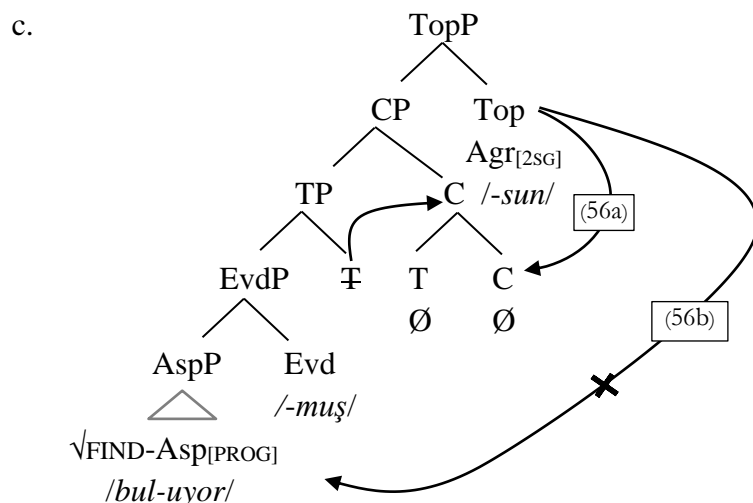 c.
TopP
CP Top
Agr[2SG]
TP C /-sun/
(56a)
EvdP T T C
Ø Ø
(56b)
AspP Evd
/-muş/
√FIND-Asp[PROG]
/bul-uyor/